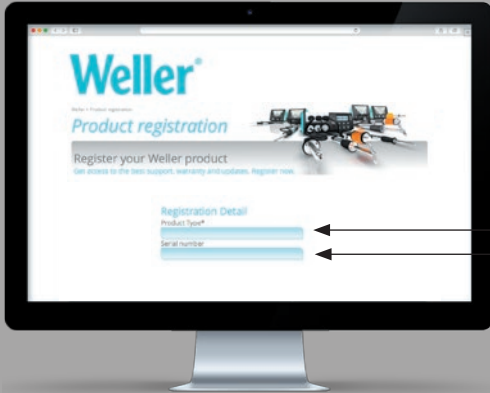 Weller®
Weller > Product registration
Product registration
Register your Weller product
Get access to the best support, warranty and updates. Register now.
Registration Detail
Product Type*
Serial number